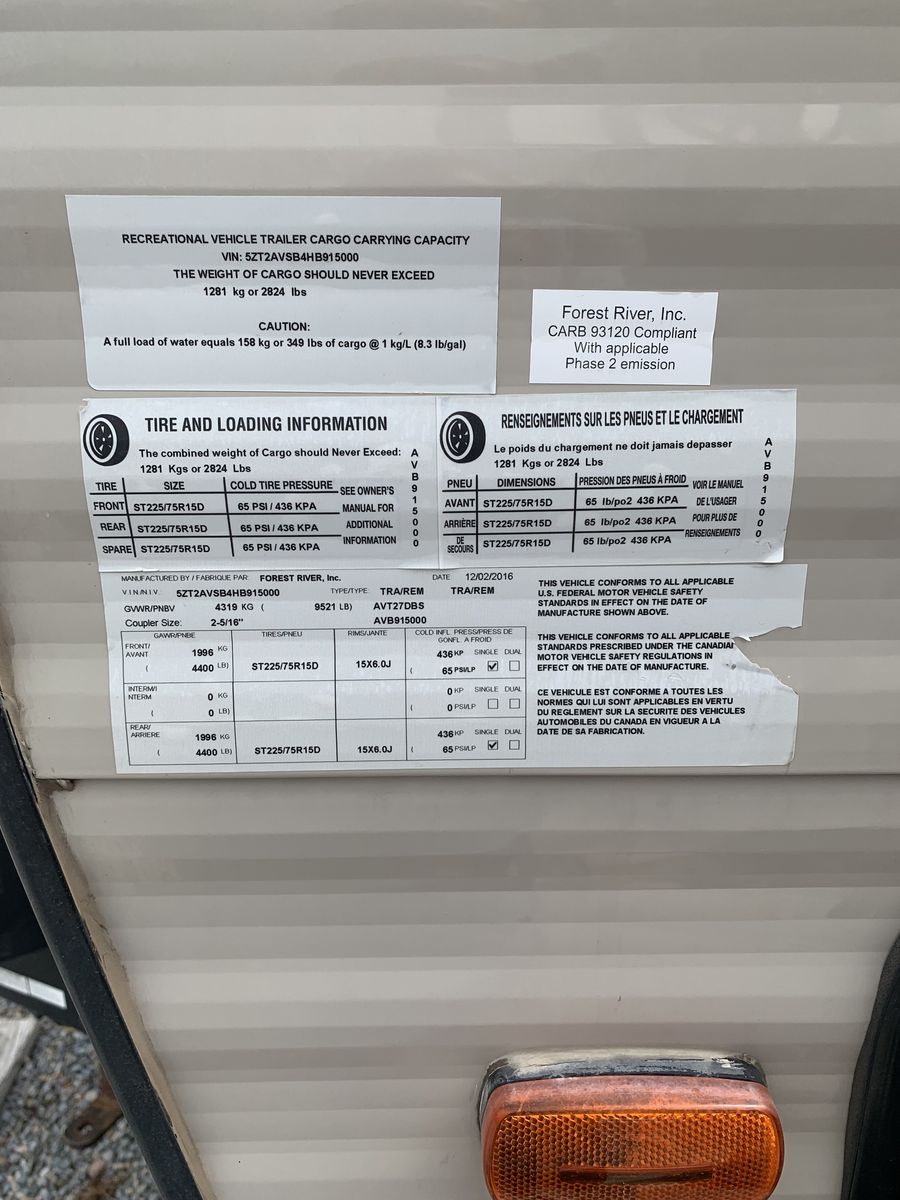 RECREATIONAL VEHICLE TRAILER CARGO CARRYING CAPACITY
VIN: 5ZT2AVSB4HB915000
THE WEIGHT OF CARGO SHOULD NEVER EXCEED
1281 kg or 2824 lbs
CAUTION:
A full load of water equals 158 kg or 349 lbs of cargo @ 1 kg/L (8.3 lb/gal)
Forest River, Inc.
CARB 93120 Compliant
With applicable
Phase 2 emission
TIRE AND LOADING INFORMATION
The combined weight of Cargo should Never Exceed:
1281 Kgs or 2824 Lbs
TIRE SIZE COLD TIRE PRESSURE
FRONT ST225/75R15D 65 PSI / 436 KPA
REAR ST225/75R15D 65 PSI / 436 KPA
SPARE ST225/75R15D 65 PSI / 436 KPA
SEE OWNER'S
MANUAL FOR
ADDITIONAL
INFORMATION
AVB915000
RENSEIGNEMENTS SUR LES PNEUS ET LE CHARGEMENT
Le poids du chargement ne doit jamais depasser
1281 Kgs or 2824 Lbs
PNEU DIMENSIONS PRESSION DES PNEUS À FROID
AVANT ST225/75R15D 65 lb/po2 436 KPA
ARRIÈRE ST225/75R15D 65 lb/po2 436 KPA
DE SECOURS ST225/75R15D 65 lb/po2 436 KPA
VOIR LE MANUEL
DE L'USAGER
POUR PLUS DE
RENSEIGNEMENTS
AVB915000
MANUFACTURED BY / FABRIQUE PAR: FOREST RIVER, Inc. DATE 12/02/2016
V.I.N./N.I.V. 5ZT2AVSB4HB915000 TYPE/TYPE: TRA/REM TRA/REM
GVWR/PNBV 4319 KG ( 9521 LB) AVT27DBS
Coupler Size: 2-5/16" AVB915000
GAWR/PNBE TIRES/PNEU RIMS/JANTE COLD INFL. PRESS/PRESS DE GONFL. A FROID
FRONT/ AVANT 1996 KG 436 KP SINGLE DUAL
( 4400 LB) ST225/75R15D 15X6.0J ( 65 PSI/LP
INTERM/I NTERM 0 KG 0 KP SINGLE DUAL
( 0 LB) ( 0 PSI/LP
REAR/ ARRIERE 1996 KG 436 KP SINGLE DUAL
( 4400 LB) ST225/75R15D 15X6.0J ( 65 PSI/LP
THIS VEHICLE CONFORMS TO ALL APPLICABLE
U.S. FEDERAL MOTOR VEHICLE SAFETY
STANDARDS IN EFFECT ON THE DATE OF
MANUFACTURE SHOWN ABOVE.
THIS VEHICLE CONFORMS TO ALL APPLICABLE
STANDARDS PRESCRIBED UNDER THE CANADIA
MOTOR VEHICLE SAFETY REGULATIONS IN
EFFECT ON THE DATE OF MANUFACTURE.
CE VEHICULE EST CONFORME A TOUTES LES
NORMES QUI LUI SONT APPLICABLES EN VERTU
DU REGLEMENT SUR LA SECURITE DES VEHICULES
AUTOMOBILES DU CANADA EN VIGUEUR A LA
DATE DE SA FABRICATION.